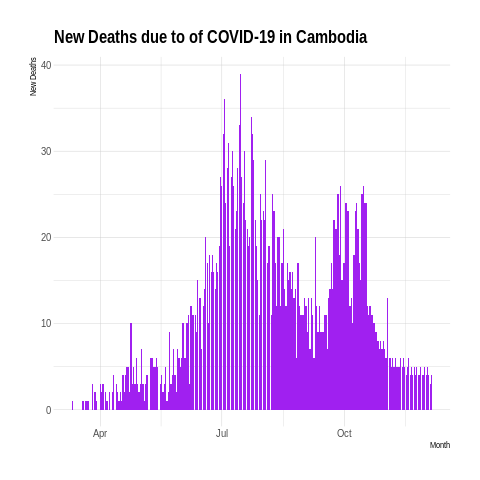 New Deaths due to of COVID-19 in Cambodia
New Deaths
40
30
20
10
0
Apr
Jul
Oct
Month